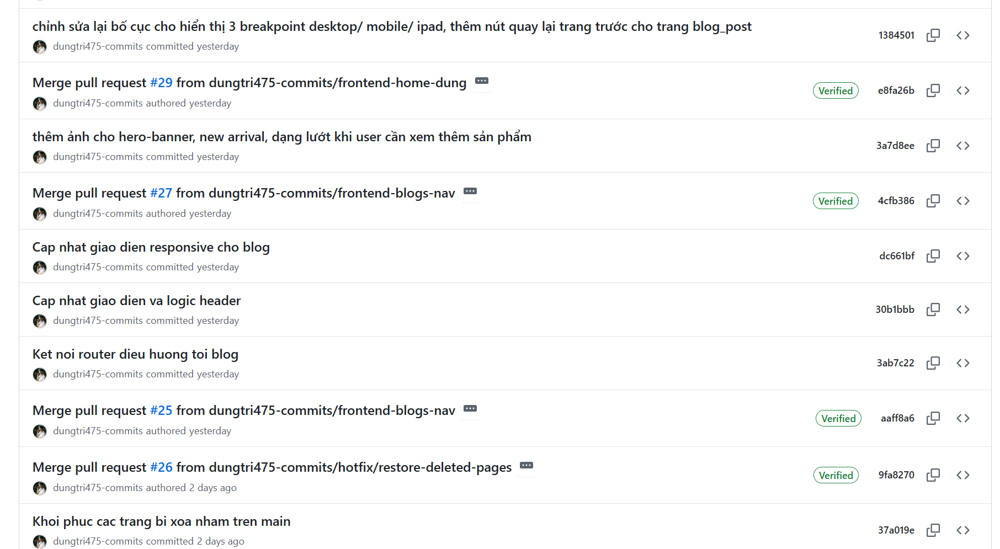 chỉnh sửa lại bố cục cho hiển thị 3 breakpoint desktop/ mobile/ ipad, thêm nút quay lại trang trước cho trang blog_post
1384501
dungtri475-commits committed yesterday
Merge pull request #29 from dungtri475-commits/frontend-home-dung
Verified
e8fa26b
dungtri475-commits authored yesterday
thêm ảnh cho hero-banner, new arrival, dạng lướt khi user cần xem thêm sản phẩm
3a7d8ee
dungtri475-commits committed yesterday
Merge pull request #27 from dungtri475-commits/frontend-blogs-nav
Verified
4cfb386
dungtri475-commits authored yesterday
Cap nhat giao dien responsive cho blog
dc661bf
dungtri475-commits committed yesterday
Cap nhat giao dien va logic header
30b1bbb
dungtri475-commits committed yesterday
Ket noi router dieu huong toi blog
3ab7c22
dungtri475-commits committed yesterday
Merge pull request #25 from dungtri475-commits/frontend-blogs-nav
Verified
aaff8a6
dungtri475-commits authored yesterday
Merge pull request #26 from dungtri475-commits/hotfix/restore-deleted-pages
Verified
9fa8270
dungtri475-commits authored 2 days ago
Khoi phuc cac trang bi xoa nham tren main
37a019e
dungtri475-commits committed 2 days ago